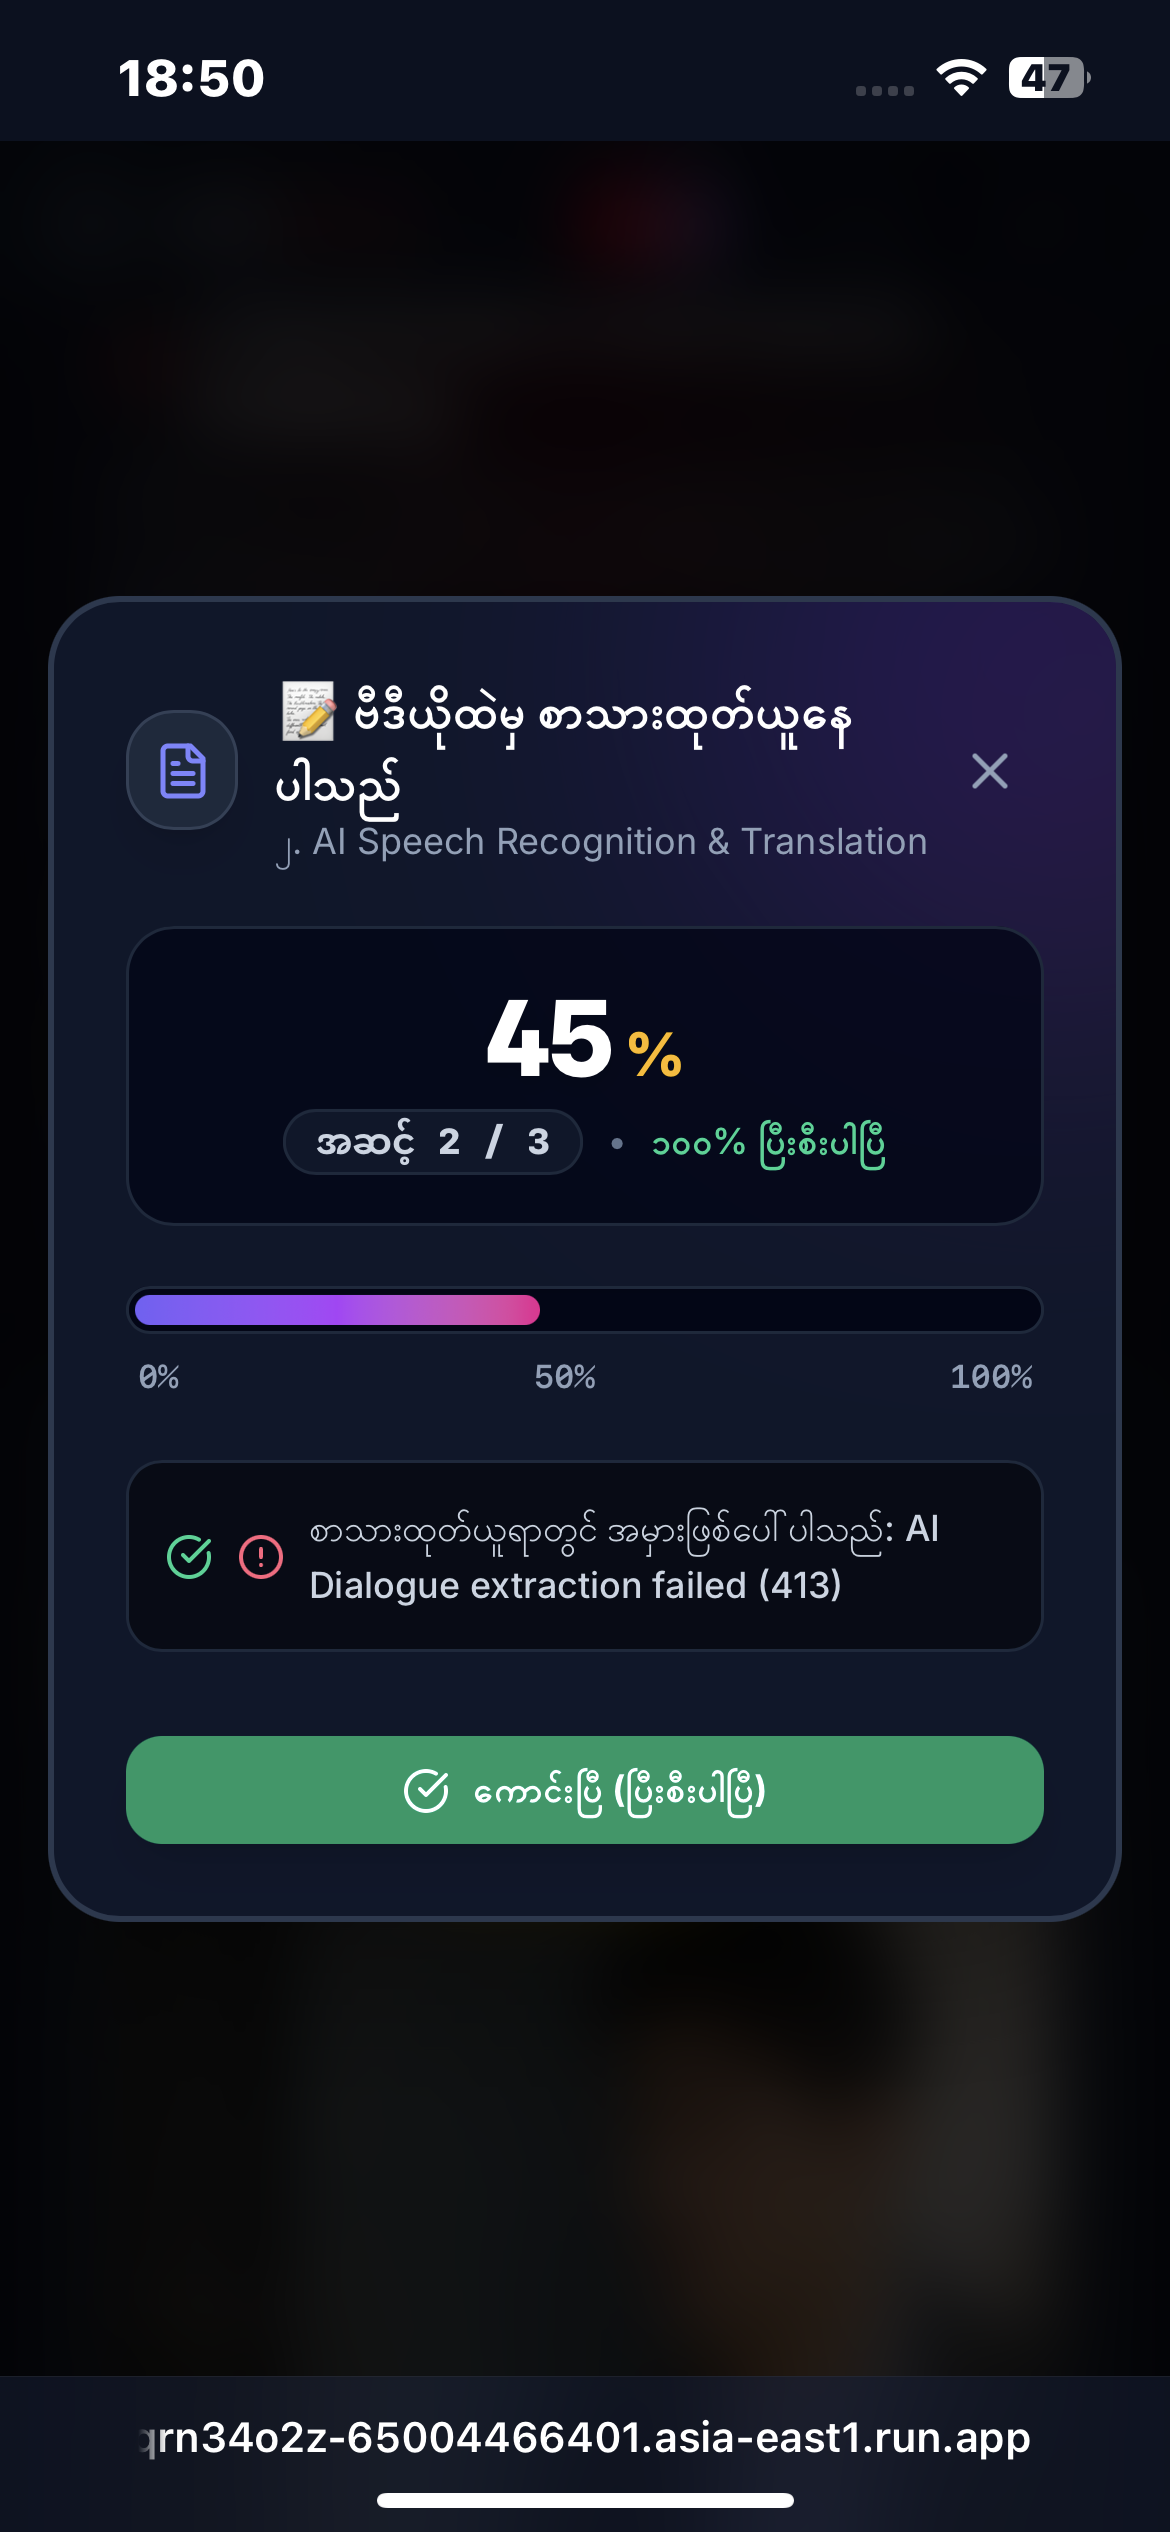 18:50
47
📝 ဗီဒီယိုထဲမှ စာသားထုတ်ယူနေ
ပါသည်
၂. AI Speech Recognition & Translation
45 %
အဆင့် 2 / 3 • ၁၀၀% ပြီးစီးပါပြီ
0% 50% 100%
စာသားထုတ်ယူရာတွင် အမှားဖြစ်ပေါ်ပါသည်: AI
Dialogue extraction failed (413)
ကောင်းပြီ (ပြီးစီးပါပြီ)
qrn34o2z-65004466401.asia-east1.run.app